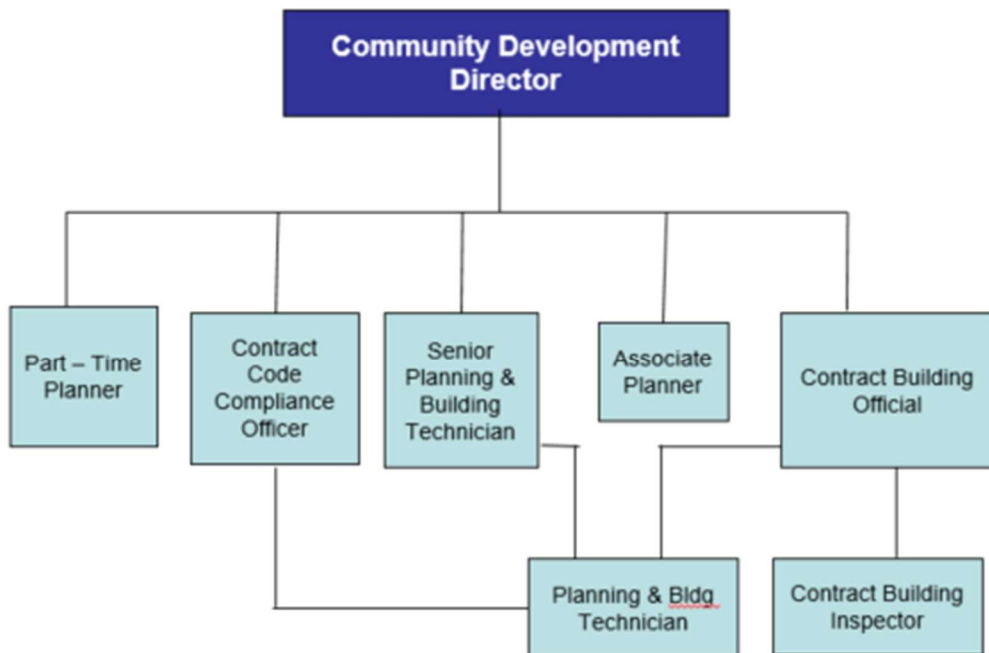 Community Development
Director
Part – Time
Planner
Contract
Code
Compliance
Officer
Senior
Planning &
Building
Technician
Associate
Planner
Contract Building
Official
Planning & Bldg
Technician
Contract Building
Inspector